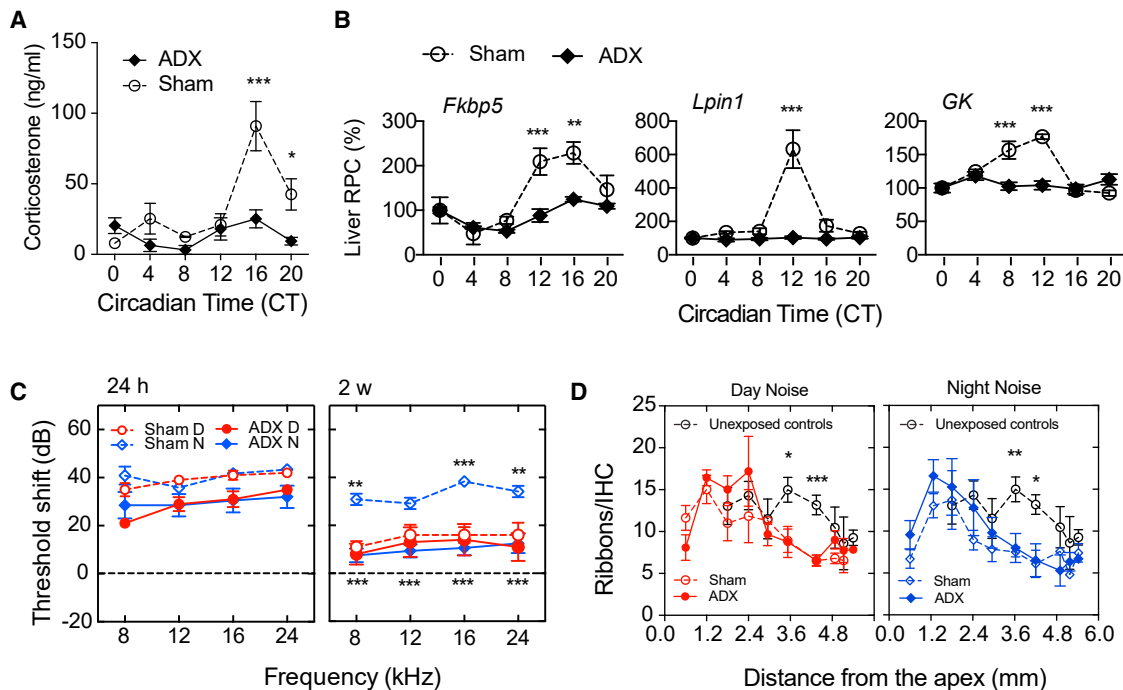 A
Corticosterone (ng/ml)
150
100
50
0
ADX
Sham
***
*
0 4 8 12 16 20
Circadian Time (CT)
B
Sham ADX
Liver RPC (%)
Fkbp5
300
200
100
0
***
**
0 4 8 12 16 20
Lpin1
800
600
400
200
0
***
0 4 8 12 16 20
GK
200
150
100
50
0
***
***
0 4 8 12 16 20
Circadian Time (CT)
C
Threshold shift (dB)
24 h
60
40
20
0
-20
Sham D ADX D
Sham N ADX N
8 12 16 24
2 w
** *** **
*** *** *** ***
8 12 16 24
Frequency (kHz)
D
Ribbons/IHC
Day Noise
25
20
15
10
5
0
Unexposed controls
* ***
Sham
ADX
0.0 1.2 2.4 3.6 4.8
Night Noise
Unexposed controls
**
*
Sham
ADX
0.0 1.2 2.4 3.6 4.8 6.0
Distance from the apex (mm)